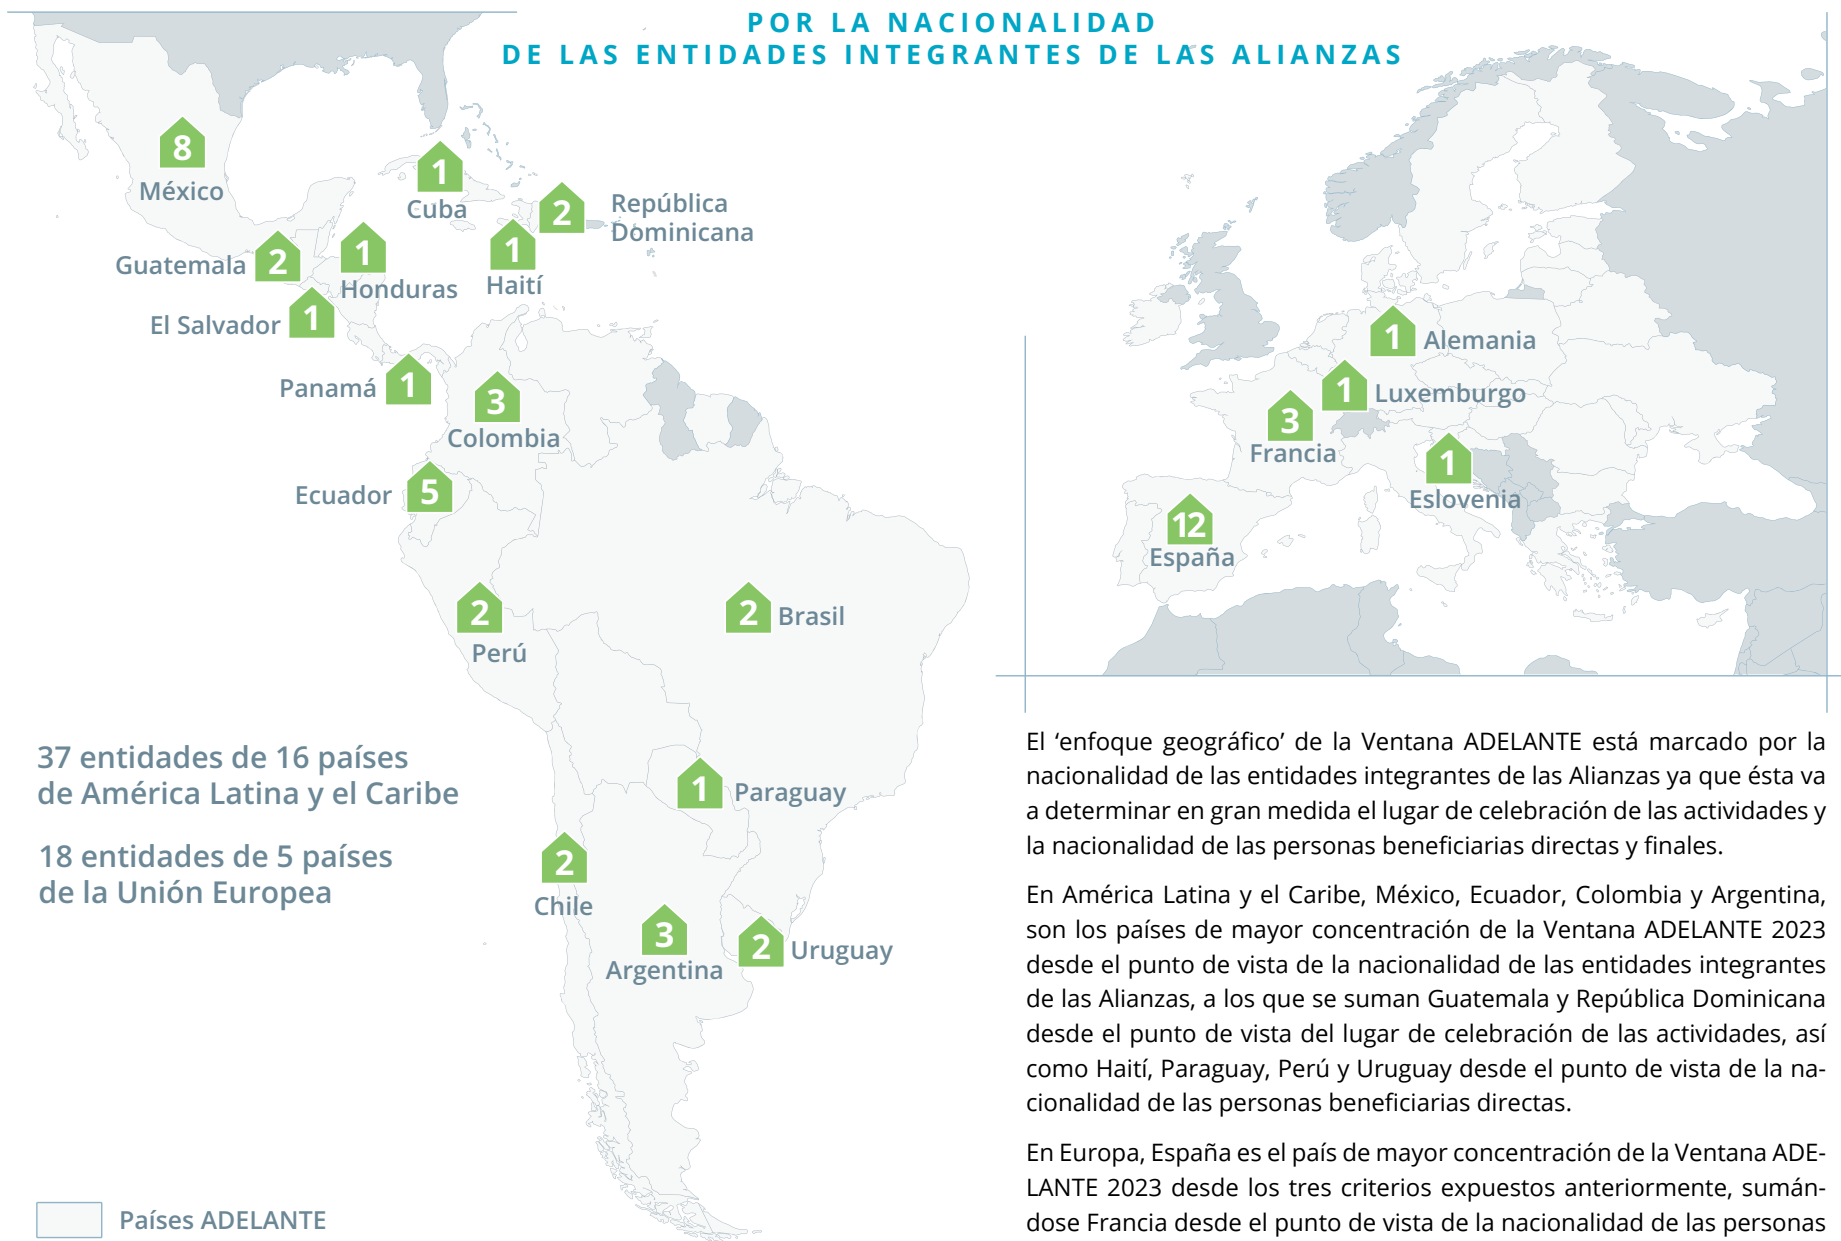 POR LA NACIONALIDAD
DE LAS ENTIDADES INTEGRANTES DE LAS ALIANZAS
8
México
1
Cuba
2
República
Dominicana
1
Haití
Guatemala
2
1
Honduras
El Salvador
1
Panamá
1
3
Colombia
Ecuador
5
2
Perú
2
Brasil
1
Paraguay
2
Chile
3
Argentina
2
Uruguay
1
Alemania
1
Luxemburgo
3
Francia
1
Eslovenia
12
España
37 entidades de 16 países
de América Latina y el Caribe
18 entidades de 5 países
de la Unión Europea
Países ADELANTE
El ‘enfoque geográfico’ de la Ventana ADELANTE está marcado por la
nacionalidad de las entidades integrantes de las Alianzas ya que ésta va
a determinar en gran medida el lugar de celebración de las actividades y
la nacionalidad de las personas beneficiarias directas y finales.
En América Latina y el Caribe, México, Ecuador, Colombia y Argentina,
son los países de mayor concentración de la Ventana ADELANTE 2023
desde el punto de vista de la nacionalidad de las entidades integrantes
de las Alianzas, a los que se suman Guatemala y República Dominicana
desde el punto de vista del lugar de celebración de las actividades, así
como Haití, Paraguay, Perú y Uruguay desde el punto de vista de la na-
cionalidad de las personas beneficiarias directas.
En Europa, España es el país de mayor concentración de la Ventana ADE-
LANTE 2023 desde los tres criterios expuestos anteriormente, sumán-
dose Francia desde el punto de vista de la nacionalidad de las personas